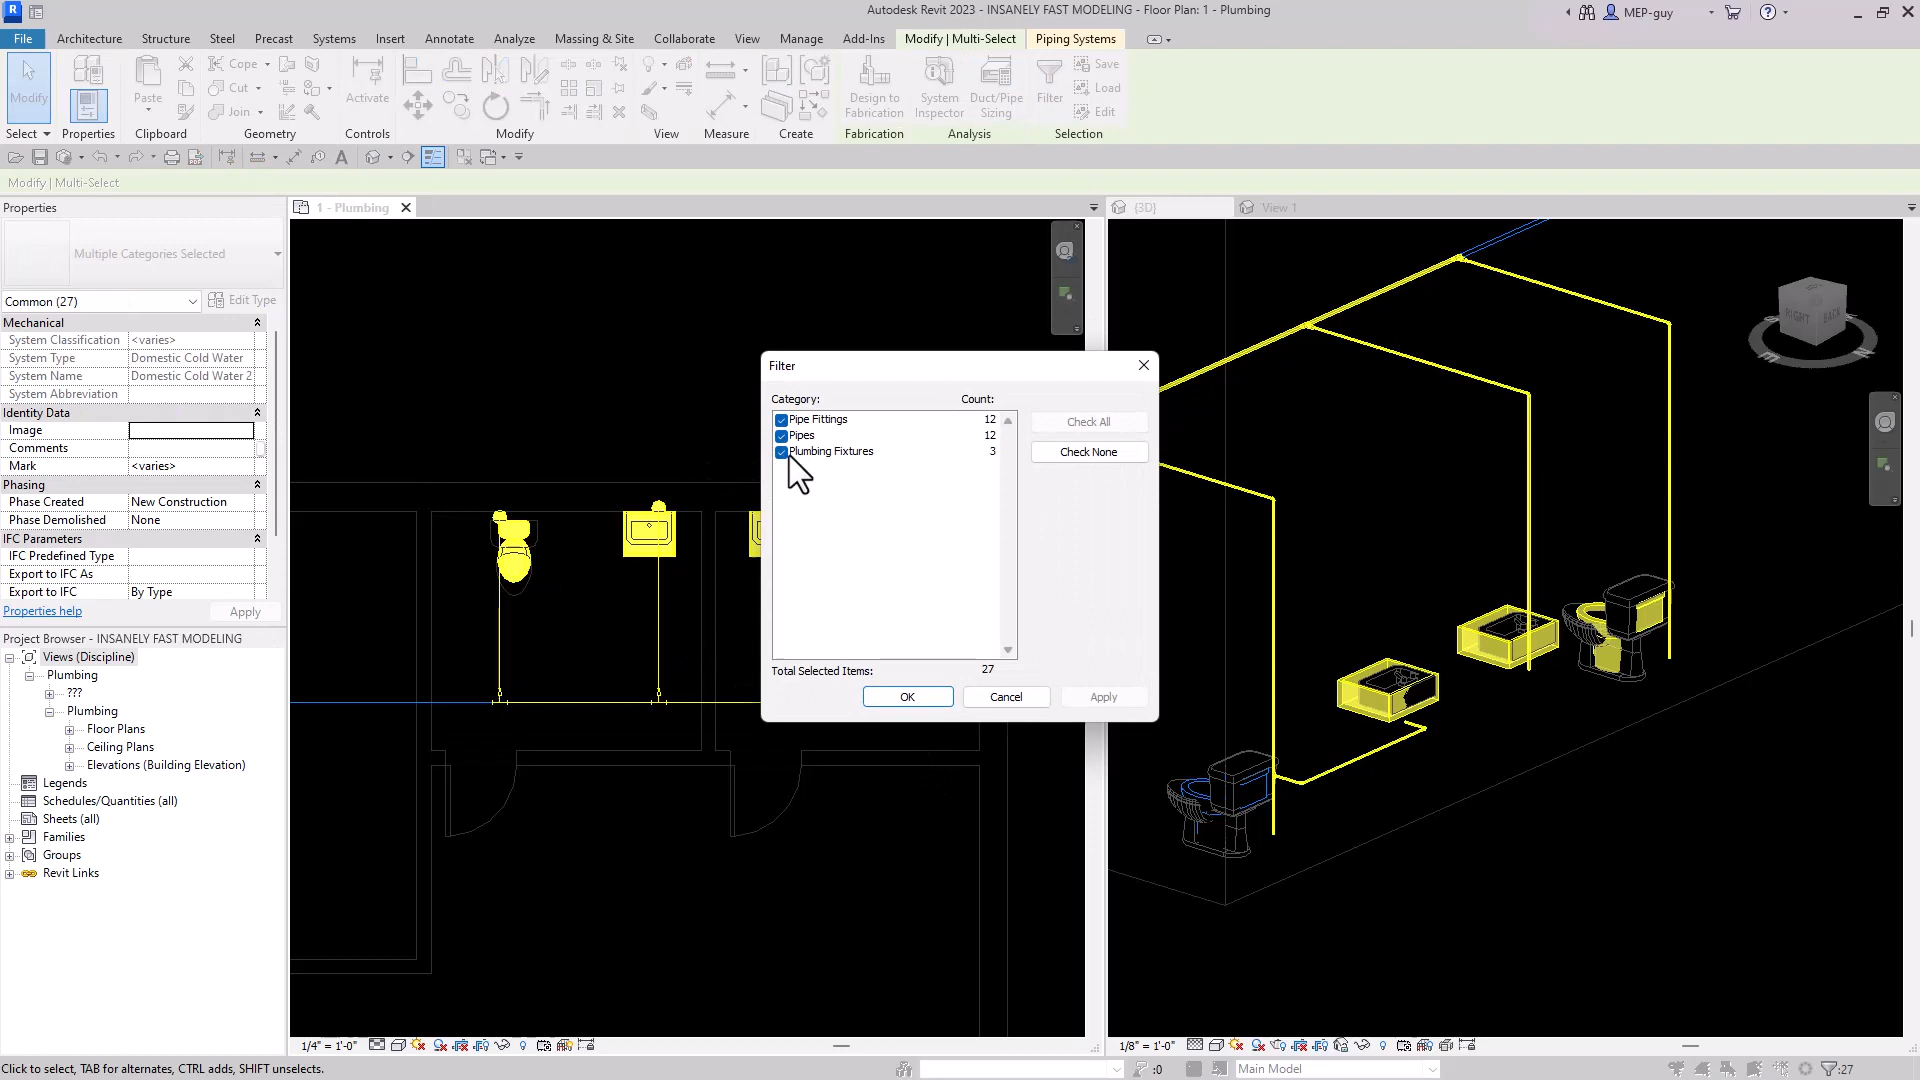 Autodesk Revit 2023 - INSANELY FAST MODELING - Floor Plan: 1 - Plumbing
MEP-guy
File Architecture Structure Steel Precast Systems Insert Annotate Analyze Massing & Site Collaborate View Manage Add-Ins Modify | Multi-Select Piping Systems
Modify
Paste
Cope
Cut
Join
Activate
Design to
Fabrication
System
Inspector
Duct/Pipe
Sizing
Filter
Save
Load
Edit
Select Properties Clipboard Geometry Controls Modify View Measure Create Fabrication Analysis Selection
Modify | Multi-Select
Properties
1 - Plumbing
{3D}
View 1
Multiple Categories Selected
Common (27)
Edit Type
Mechanical
System Classification <varies>
System Type Domestic Cold Water
System Name Domestic Cold Water 2
System Abbreviation
Identity Data
Image
Comments
Mark <varies>
Phasing
Phase Created New Construction
Phase Demolished None
IFC Parameters
IFC Predefined Type
Export to IFC As
Export to IFC By Type
Properties help
Apply
Project Browser - INSANELY FAST MODELING
Views (Discipline)
Plumbing
???
Plumbing
Floor Plans
Ceiling Plans
Elevations (Building Elevation)
Legends
Schedules/Quantities (all)
Sheets (all)
Families
Groups
Revit Links
Filter
Category: Count:
Pipe Fittings 12
Pipes 12
Plumbing Fixtures 3
Check All
Check None
Total Selected Items: 27
OK Cancel Apply
RIGHT
BACK
1/4" = 1'-0"
1/8" = 1'-0"
Click to select, TAB for alternates, CTRL adds, SHIFT unselects.
:0
Main Model
:27